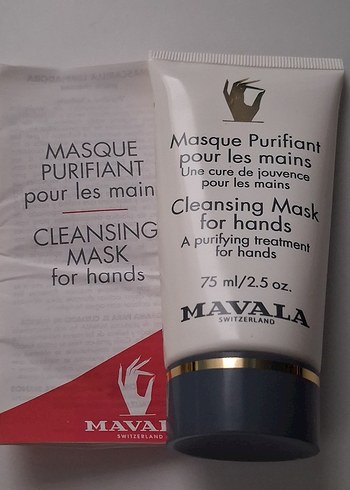 MASQUE
PURIFIANT
pour les main
CLEANSING
MASK
for hands
MAVAL
SWITZERLAND
Masque Purifiant
pour les mains
Une cure de jouvence
pour les mains
Cleansing Mask
for hands
A purifying treatment
for hands
75 ml/2.5 oz.
MAVALA
SWITZERLAND